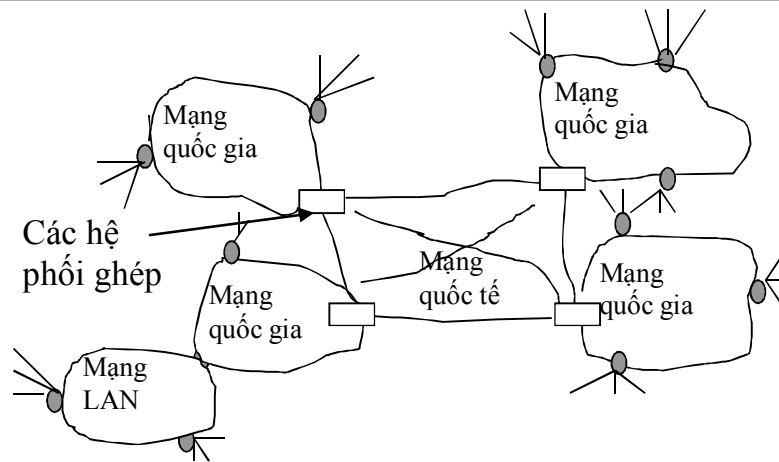 Mạng
quốc gia
Mạng
quốc gia
Các hệ
phối ghép
Mạng
quốc tế
Mạng
quốc gia
Mạng
quốc gia
Mạng
LAN